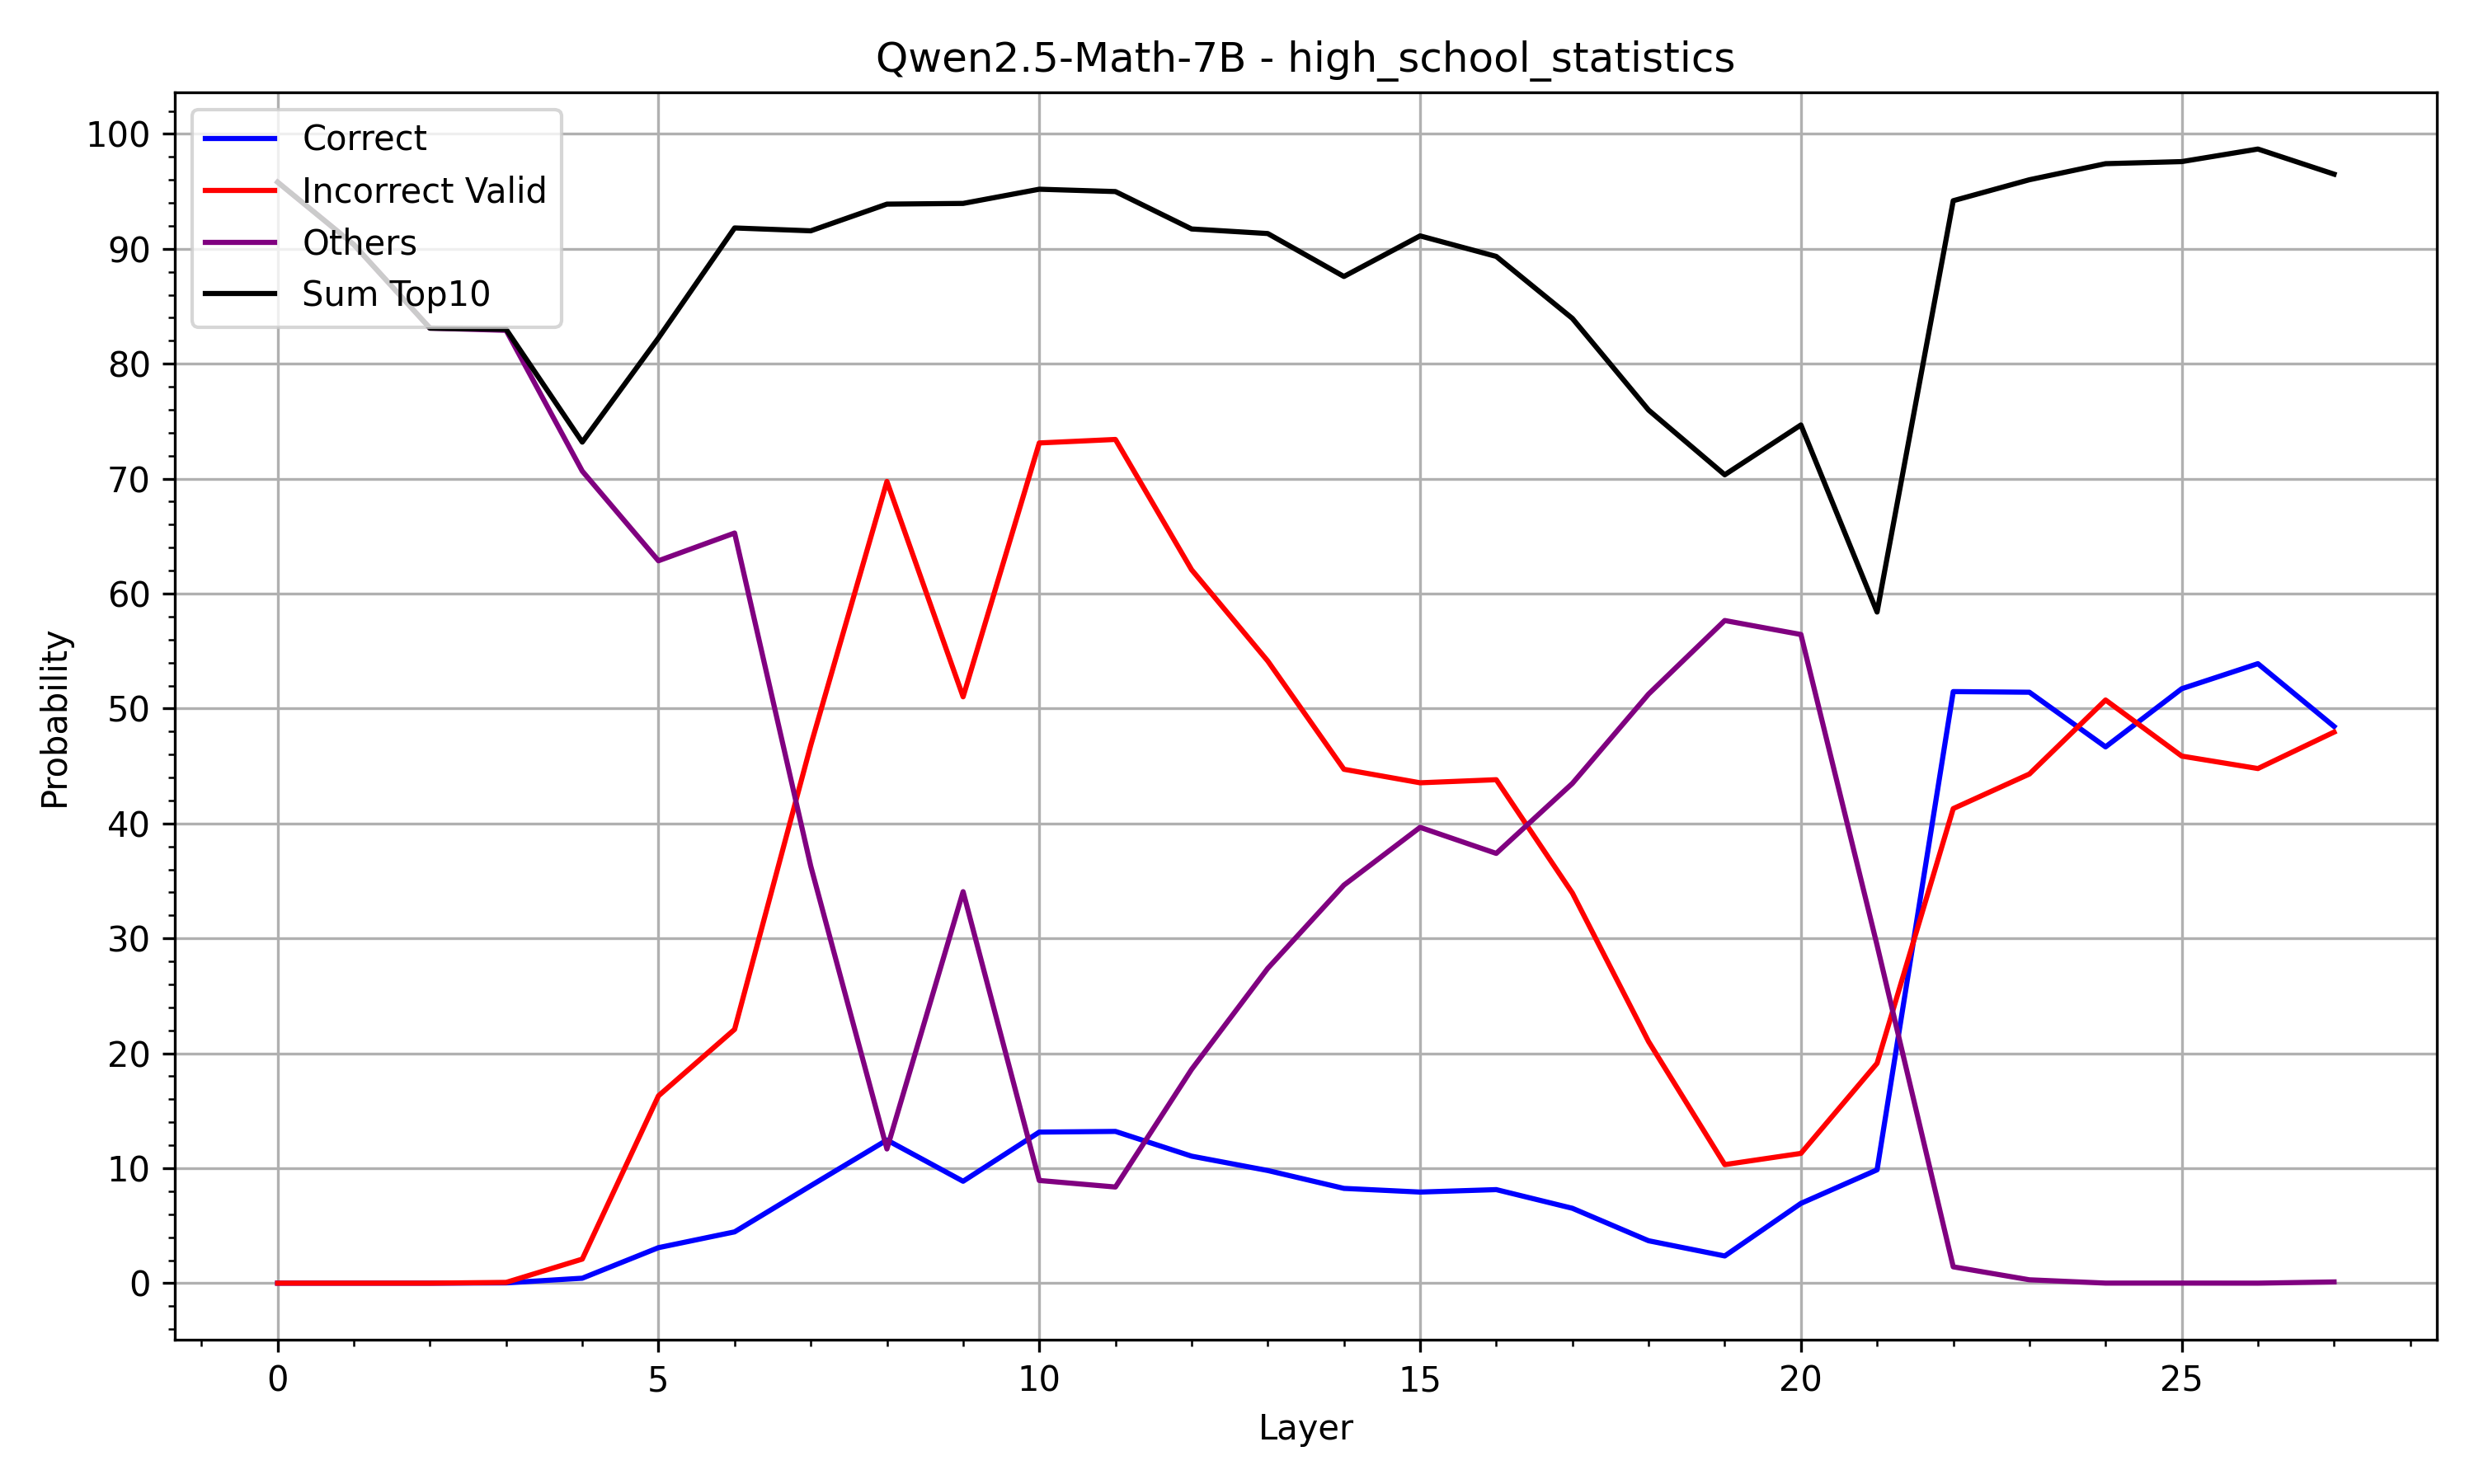 Qwen2.5-Math-7B - high_school_statistics
Correct
Incorrect Valid
Others
Sum Top10
Probability
100
90
80
70
60
50
40
30
20
10
0
0 5 10 15 20 25
Layer